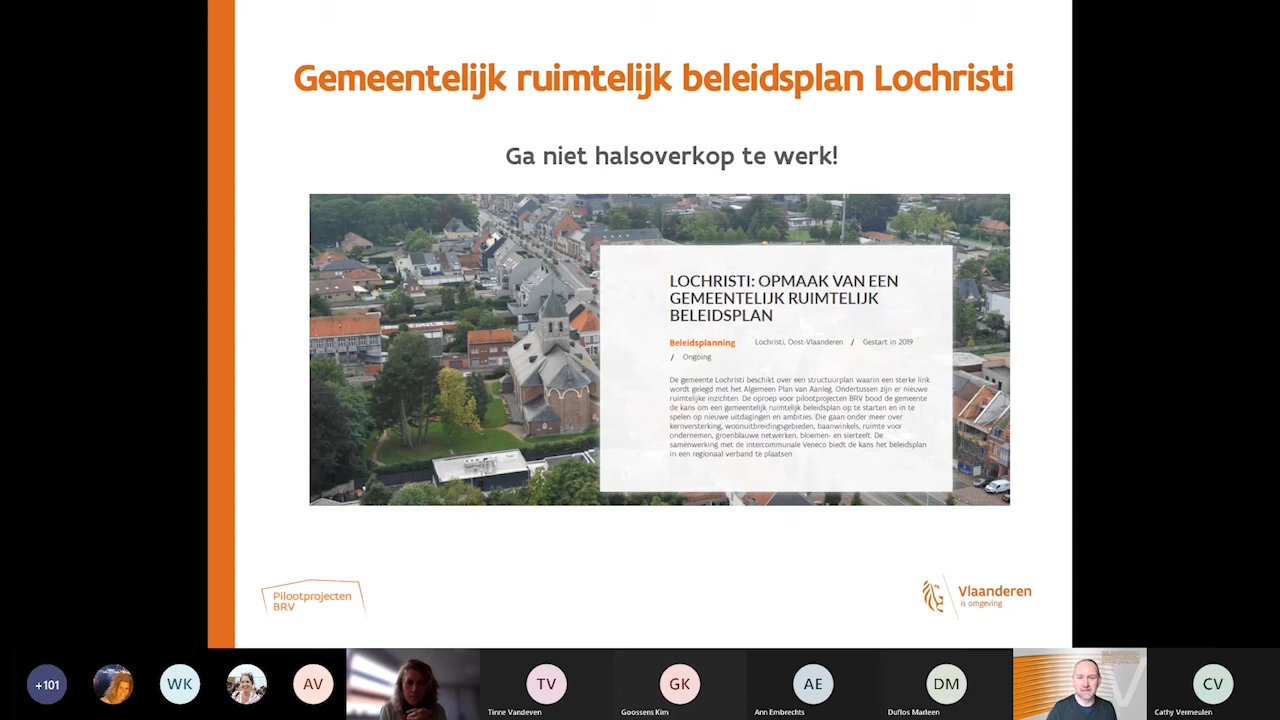 Gemeentelijk ruimtelijk beleidsplan Lochristi
Ga niet halsoverkop te werk!
LOCHRISTI: OPMAAK VAN EEN
GEMEENTELIJK RUIMTELIJK
BELEIDSPLAN
Beleidsplanning Lochristi, Oost-Vlaanderen / Gestart in 2019
/ Ongoing
De gemeente Lochristi beschikt over een structuurplan waarin een sterke link
wordt gelegd met het Algemeen Plan van Aanleg. Ondertussen zijn er nieuwe
ruimtelijke inzichten. De oproep voor pilootprojecten BRV bood de gemeente
de kans om een gemeentelijk ruimtelijk beleidsplan op te starten en in te
spelen op nieuwe uitdagingen en ambities. Die gaan onder meer over
kernversterking, woonuitbreidingsgebieden, baanwinkels, ruimte voor
ondernemen, groenblauwe netwerken, bloemen- en sierteelt. De
samenwerking met de intercommunale Veneco biedt de kans het beleidsplan
in een regionaal verband te plaatsen
Pilootprojecten
BRV
Vlaanderen
is omgeving
+101
WK
AV
TV
GK
AE
DM
CV
Tinne Vandeven
Goossens Kim
Ann Embrechts
Duflos Marleen
Cathy Vermeulen